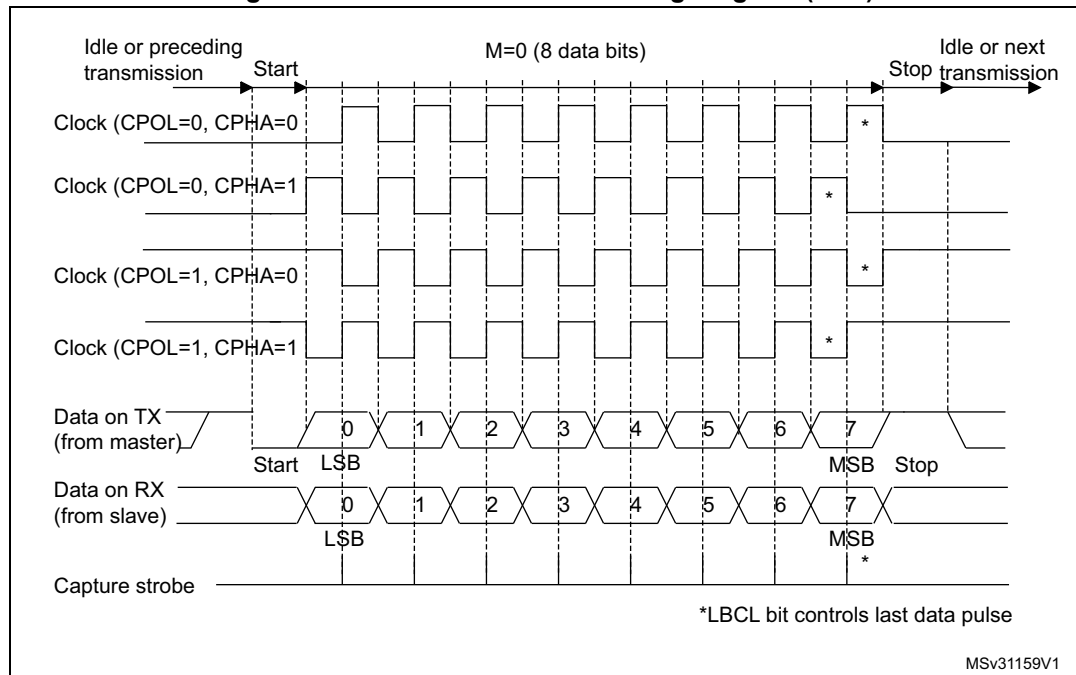 Idle or preceding transmission
Start
M=0 (8 data bits)
Stop
Idle or next transmission
Clock (CPOL=0, CPHA=0
*
Clock (CPOL=0, CPHA=1
*
Clock (CPOL=1, CPHA=0
*
Clock (CPOL=1, CPHA=1
*
Data on TX
(from master)
0 1 2 3 4 5 6 7
Start LSB MSB Stop
Data on RX
(from slave)
0 1 2 3 4 5 6 7
LSB MSB
*
Capture strobe
*LBCL bit controls last data pulse
MSv31159V1